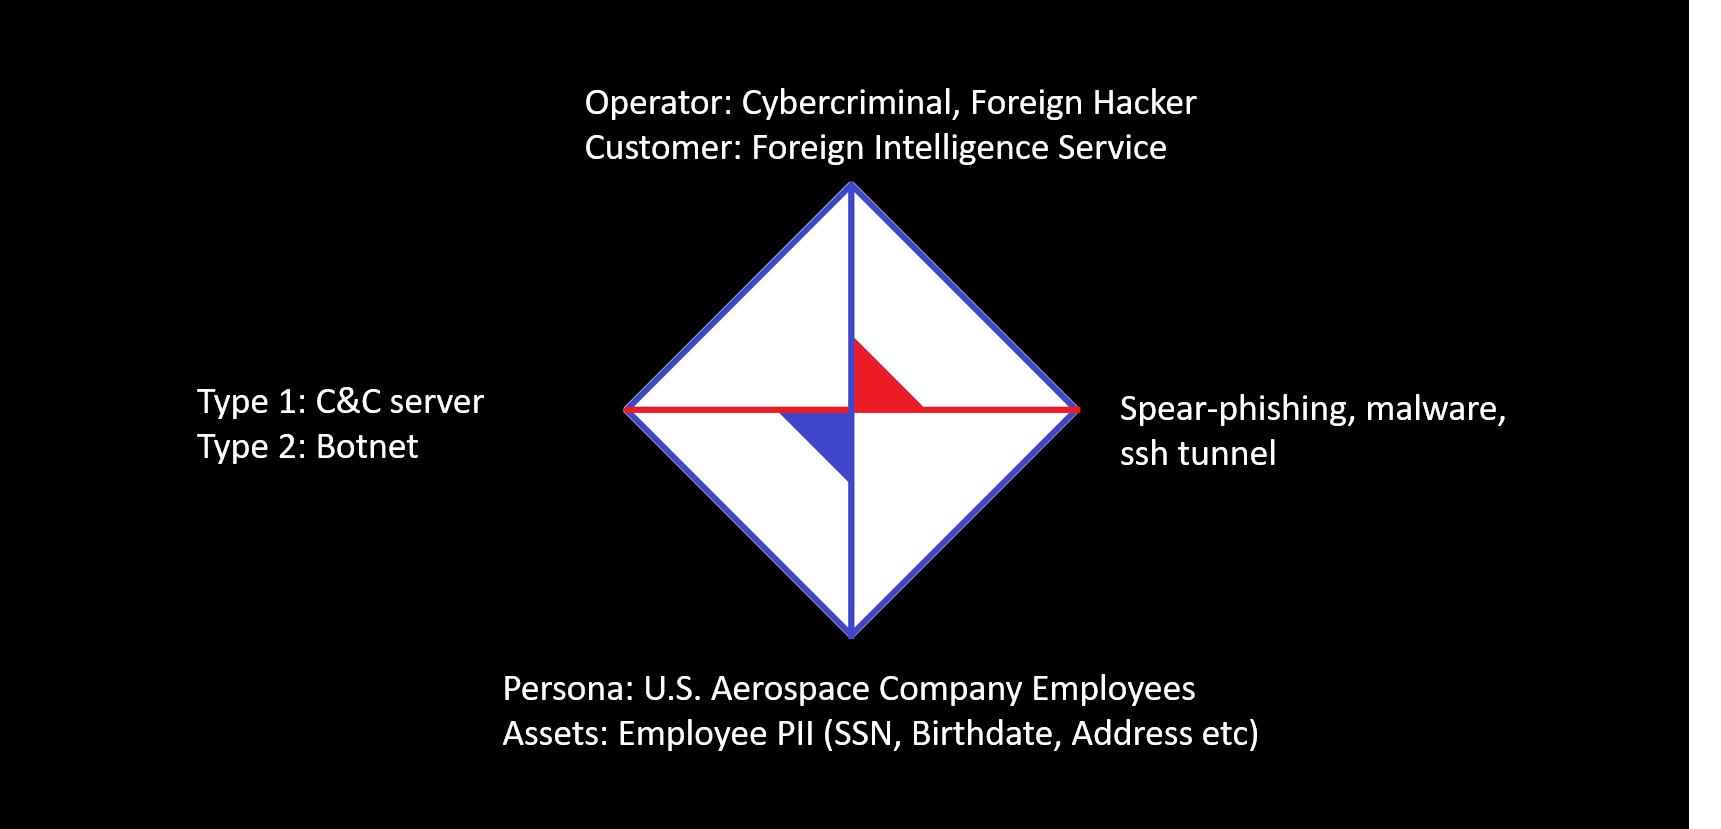 Operator: Cybercriminal, Foreign Hacker
Customer: Foreign Intelligence Service
Type 1: C&C server
Type 2: Botnet
Spear-phishing, malware,
ssh tunnel
Persona: U.S. Aerospace Company Employees
Assets: Employee PII (SSN, Birthdate, Address etc)